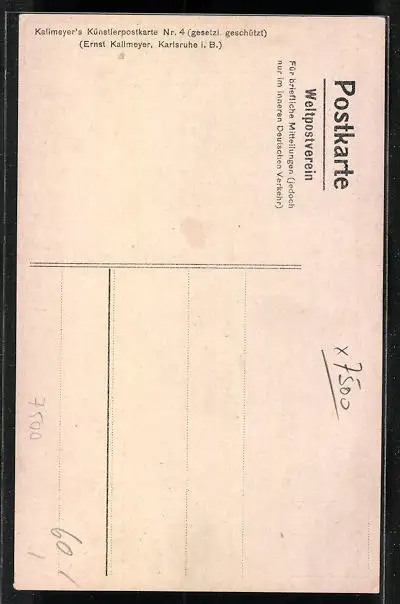 Kallmeyer's Künstlerpostkarte Nr. 4 (gesetzl. geschützt)
(Ernst Kallmeyer, Karlsruhe i. B.)
Postkarte
Weltpostverein
Für briefliche Mitteilungen (jedoch
nur im inneren Deutschen Verkehr)
x 7500
7500
60.-